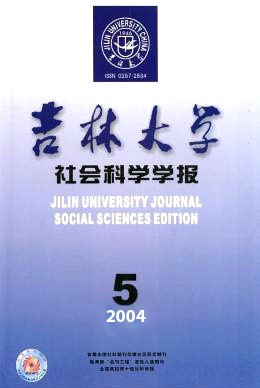 JILIN UNIVERSITY CHINA
1946
ISSN 0257-2834
吉林大学
社会科学学报
JILIN UNIVERSITY JOURNAL
SOCIAL SCIENCES EDITION
5
2004